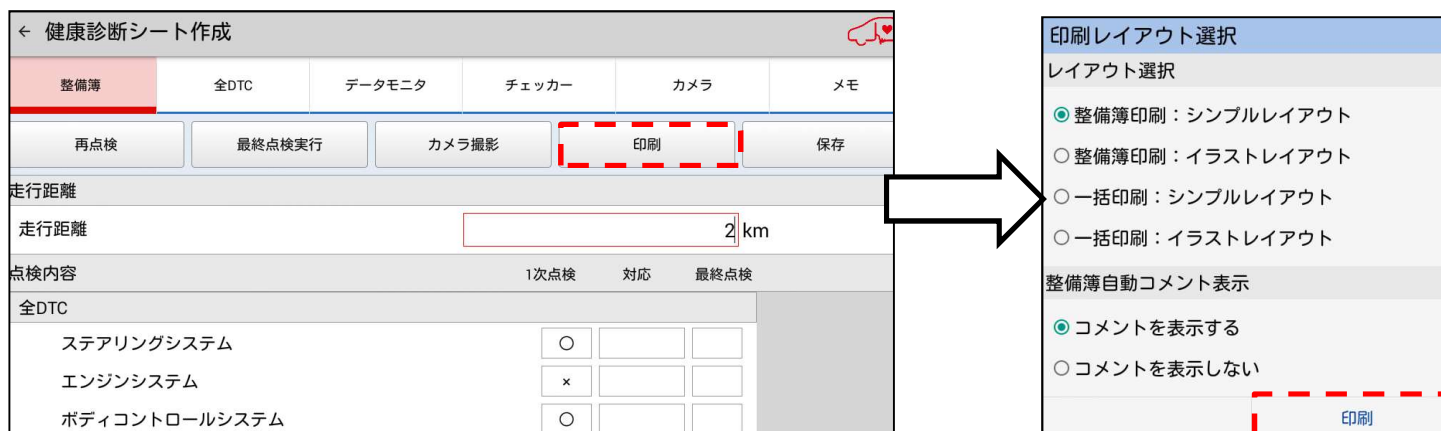 ← 健康診断シート作成
整備簿 全DTC データモニタ チェッカー カメラ メモ
再点検 最終点検実行 カメラ撮影 印刷 保存
走行距離
走行距離 2 km
点検内容 1次点検 対応 最終点検
全DTC
ステアリングシステム ○
エンジンシステム ×
ボディコントロールシステム ○
印刷レイアウト選択
レイアウト選択
整備簿印刷：シンプルレイアウト
整備簿印刷：イラストレイアウト
一括印刷：シンプルレイアウト
一括印刷：イラストレイアウト
整備簿自動コメント表示
コメントを表示する
コメントを表示しない
印刷